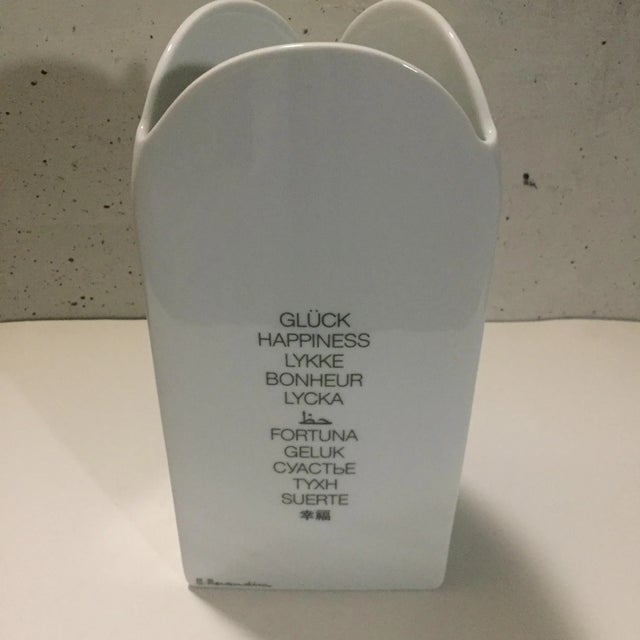 GLÜCK
HAPPINESS
LYKKE
BONHEUR
LYCKA
حظ
FORTUNA
GELUK
СУАСТЬЕ
ΤΥΧΗ
SUERTE
幸福